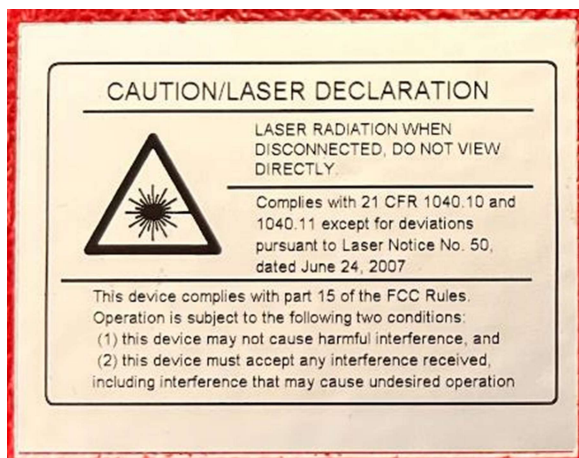 CAUTION/LASER DECLARATION
LASER RADIATION WHEN
DISCONNECTED, DO NOT VIEW
DIRECTLY.
Complies with 21 CFR 1040.10 and
1040.11 except for deviations
pursuant to Laser Notice No. 50,
dated June 24, 2007
This device complies with part 15 of the FCC Rules.
Operation is subject to the following two conditions:
(1) this device may not cause harmful interference, and
(2) this device must accept any interference received,
including interference that may cause undesired operation